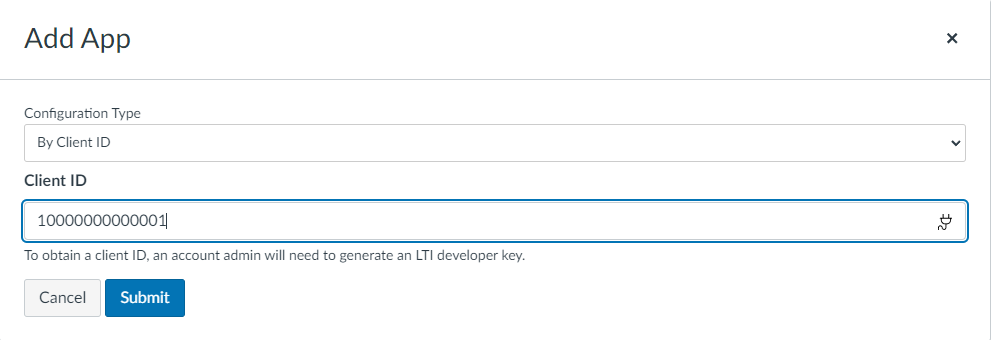 Add App
×
Configuration Type
By Client ID
Client ID
10000000000001
To obtain a client ID, an account admin will need to generate an LTI developer key.
Cancel Submit